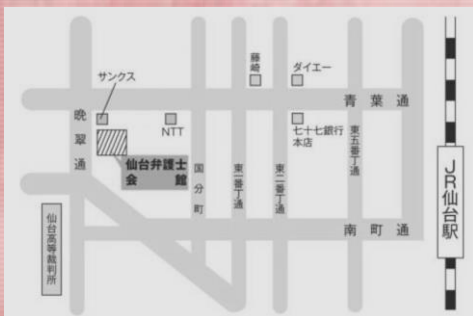 サンクス
藤崎
ダイエー
青葉通
晩翠通
NTT
七十七銀行
本店
仙台弁護士
会館
国分町
東一番丁通
東二番丁通
東五番丁通
JR仙台駅
仙台高等裁判所
南町通